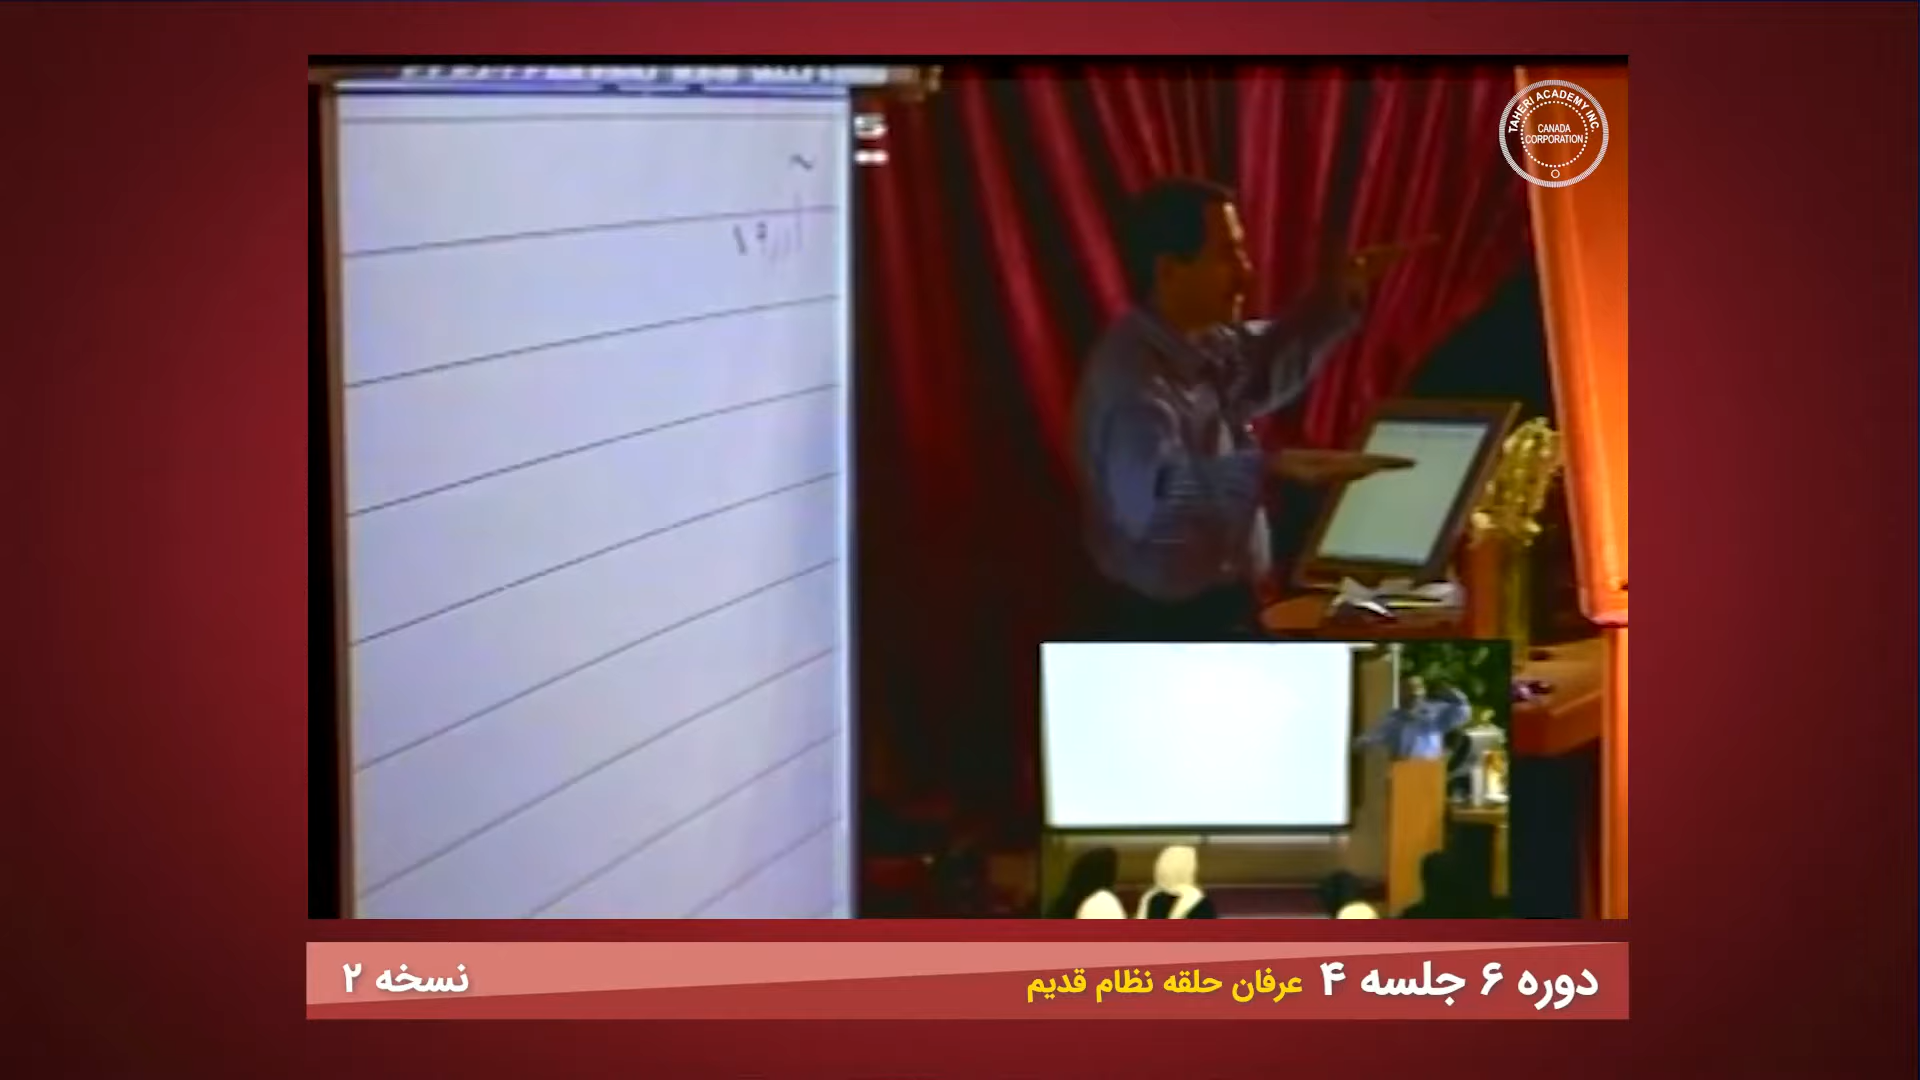 TAHERI ACADEMY INC.
CANADA
CORPORATION
دوره ۶ جلسه ۴ عرفان حلقه نظام قدیم
نسخه ۲